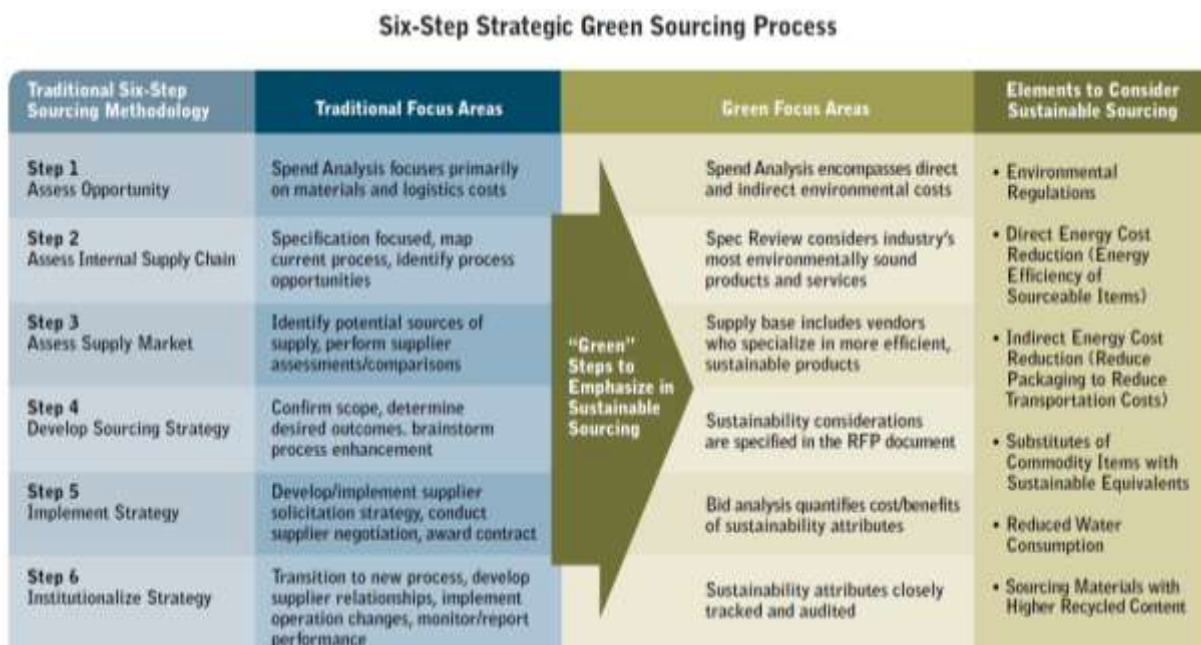 Six-Step Strategic Green Sourcing Process
Traditional Six-Step
Sourcing Methodology
Traditional Focus Areas
Green Focus Areas
Elements to Consider
Sustainable Sourcing
Step 1
Assess Opportunity
Spend Analysis focuses primarily
on materials and logistics costs
Spend Analysis encompasses direct
and indirect environmental costs
Step 2
Assess Internal Supply Chain
Specification focused, map
current process, identify process
opportunities
Spec Review considers industry's
most environmentally sound
products and services
Step 3
Assess Supply Market
Identify potential sources of
supply, perform supplier
assessments/comparisons
Supply base includes vendors
who specialize in more efficient,
sustainable products
Step 4
Develop Sourcing Strategy
Confirm scope, determine
desired outcomes. brainstorm
process enhancement
Sustainability considerations
are specified in the RFP document
Step 5
Implement Strategy
Develop/implement supplier
solicitation strategy, conduct
supplier negotiation, award contract
Bid analysis quantifies cost/benefits
of sustainability attributes
Step 6
Institutionalize Strategy
Transition to new process, develop
supplier relationships, implement
operation changes, monitor/report
performance
Sustainability attributes closely
tracked and audited
"Green"
Steps to
Emphasize in
Sustainable
Sourcing
• Environmental
Regulations
• Direct Energy Cost
Reduction (Energy
Efficiency of
Sourceable Items)
• Indirect Energy Cost
Reduction (Reduce
Packaging to Reduce
Transportation Costs)
• Substitutes of
Commodity Items with
Sustainable Equivalents
• Reduced Water
Consumption
• Sourcing Materials with
Higher Recycled Content